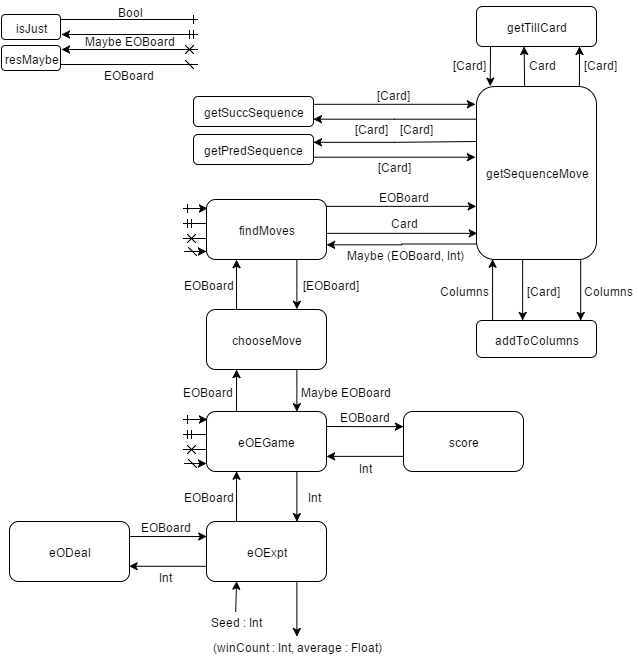 isJust
Bool
Maybe EOBoard
resMaybe
EOBoard
getTillCard
[Card]
Card
[Card]
getSuccSequence
[Card]
[Card]
[Card]
getPredSequence
[Card]
getSequenceMove
findMoves
EOBoard
Card
Maybe (EOBoard, Int)
EOBoard
[EOBoard]
Columns
[Card]
Columns
chooseMove
addToColumns
EOBoard
Maybe EOBoard
eOEGame
EOBoard
score
Int
EOBoard
Int
eODeal
EOBoard
eOExpt
Int
Seed : Int
(winCount : Int, average : Float)